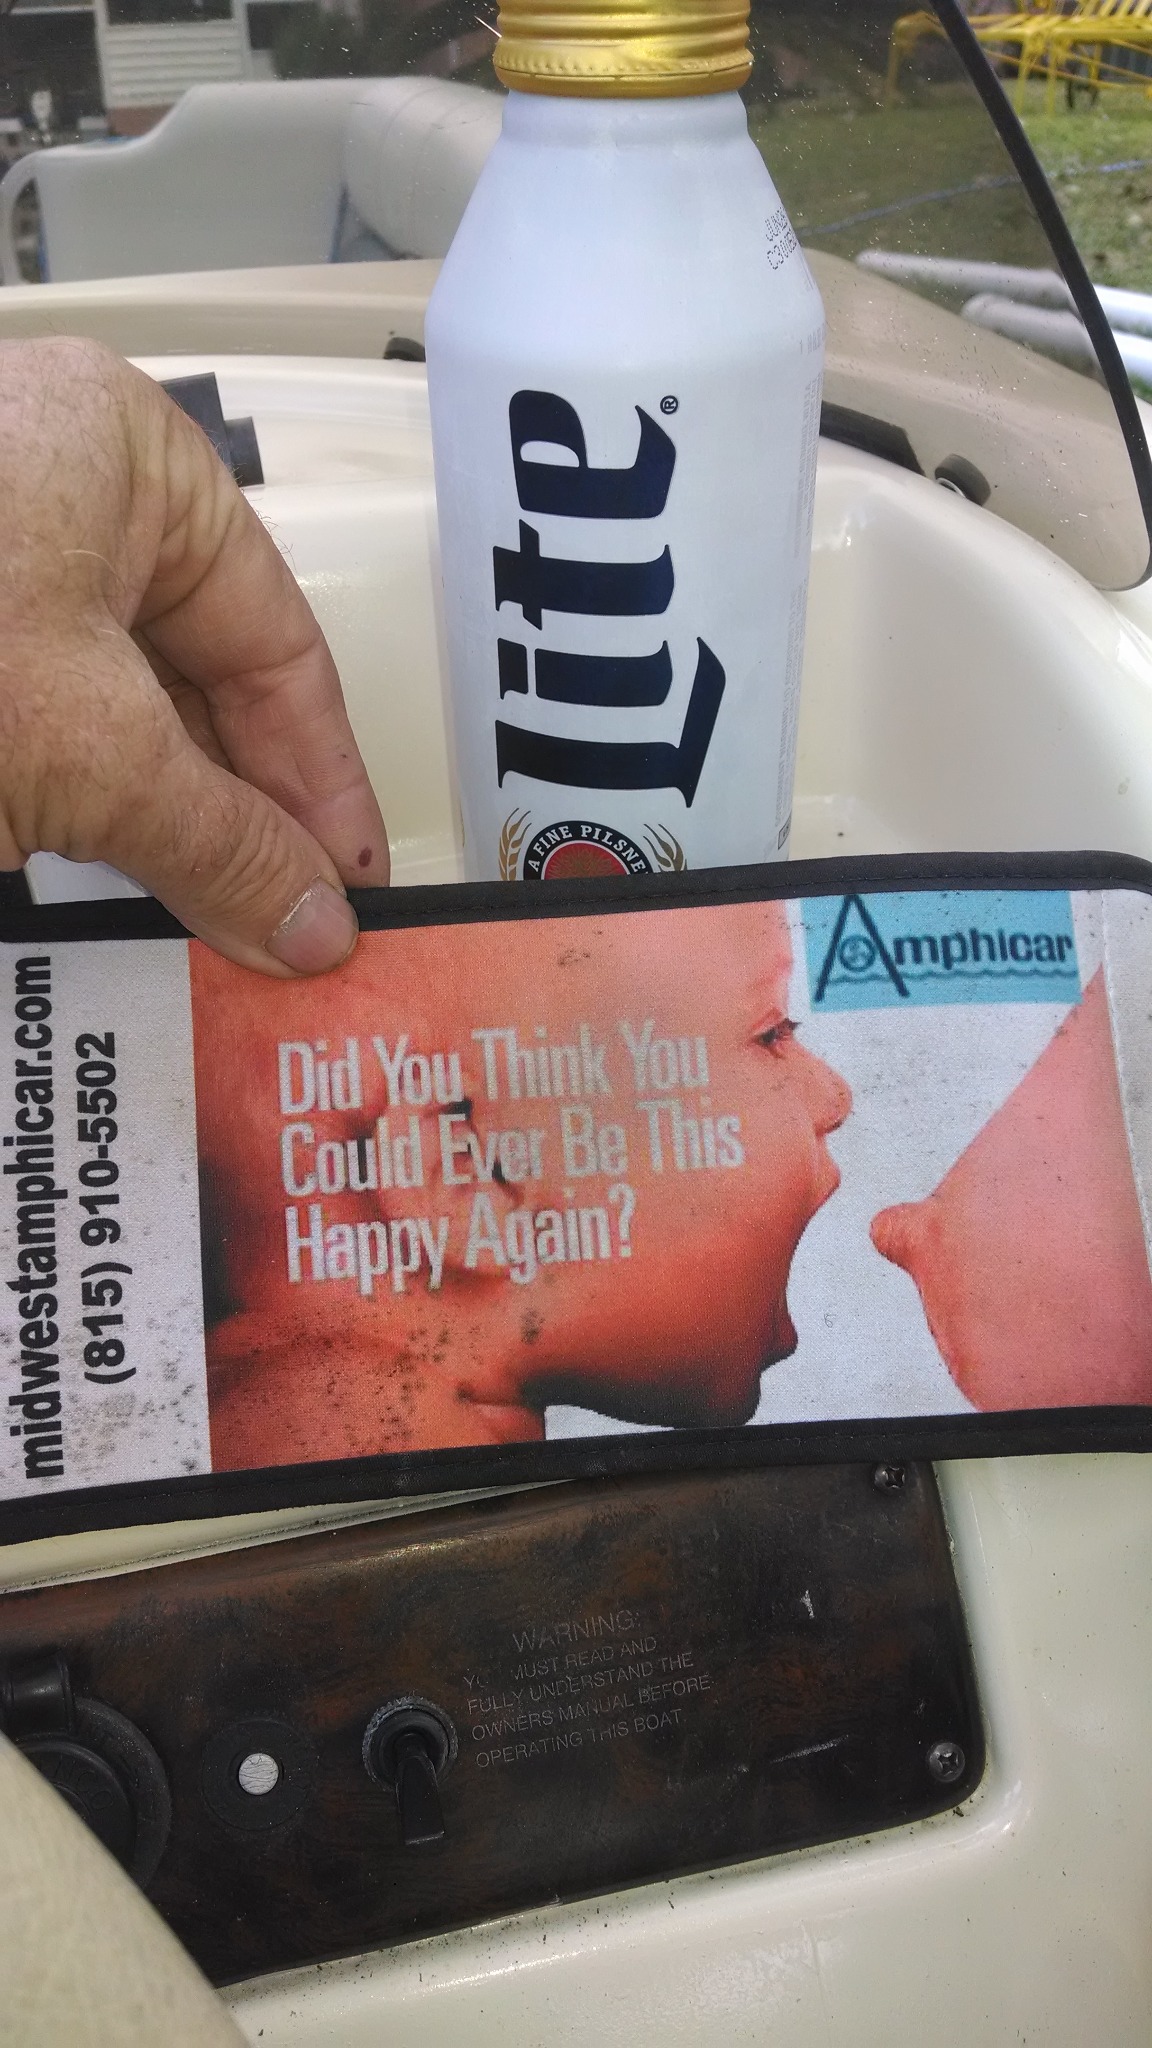 Lite®
A FINE PILSNE
Amphicar
midwestamphicar.com
(815) 910-5502
Did You Think You
Could Ever Be This
Happy Again?
WARNING:
YOU MUST READ AND
FULLY UNDERSTAND THE
OWNERS MANUAL BEFORE
OPERATING THIS BOAT.